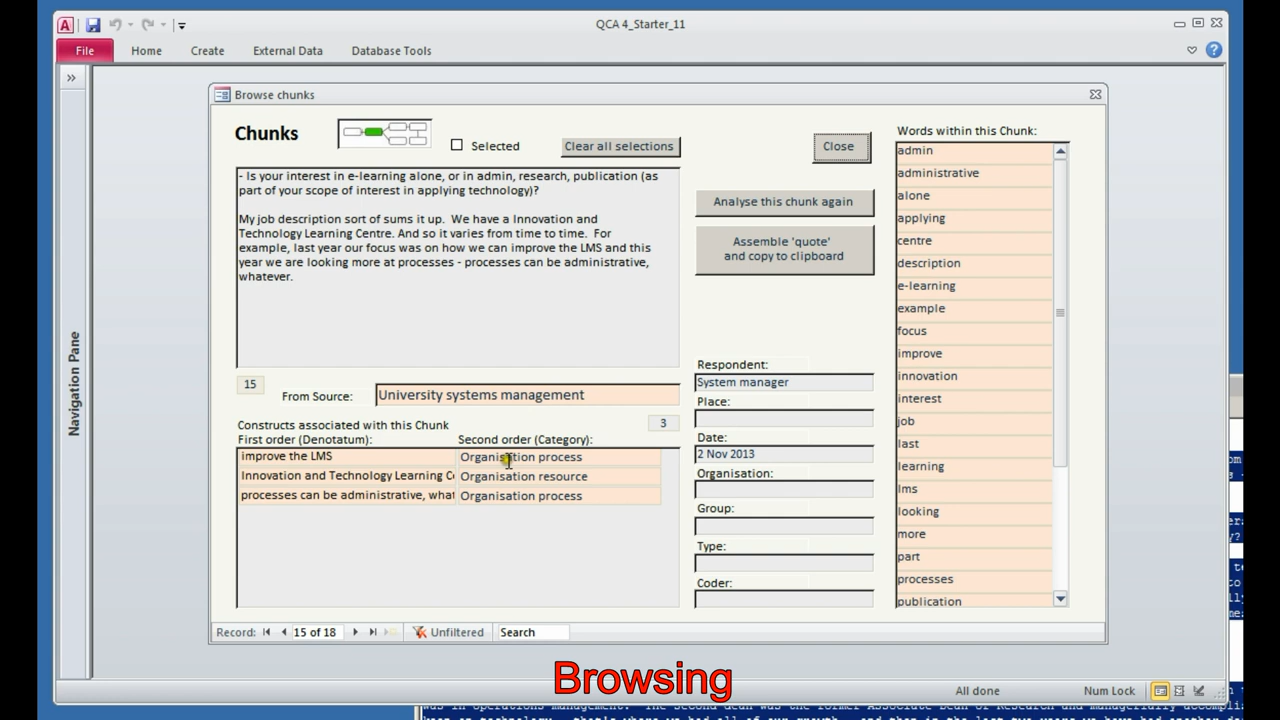 QCA 4_Starter_11
File Home Create External Data Database Tools
Browse chunks
Chunks
Selected
Clear all selections
Close
Words within this Chunk:
- Is your interest in e-learning alone, or in admin, research, publication (as
part of your scope of interest in applying technology)?
My job description sort of sums it up.  We have a Innovation and
Technology Learning Centre. And so it varies from time to time.  For
example, last year our focus was on how we can improve the LMS and this
year we are looking more at processes - processes can be administrative,
whatever.
Analyse this chunk again
Assemble 'quote'
and copy to clipboard
admin
administrative
alone
applying
centre
description
e-learning
example
focus
improve
innovation
interest
job
last
learning
lms
looking
more
part
processes
publication
15
From Source: University systems management
Constructs associated with this Chunk 3
First order (Denotatum): Second order (Category):
improve the LMS Organisation process
Innovation and Technology Learning C Organisation resource
processes can be administrative, what Organisation process
Respondent:
System manager
Place:
Date:
2 Nov 2013
Organisation:
Group:
Type:
Coder:
Navigation Pane
Record: 15 of 18 Unfiltered Search
Browsing
All done Num Lock